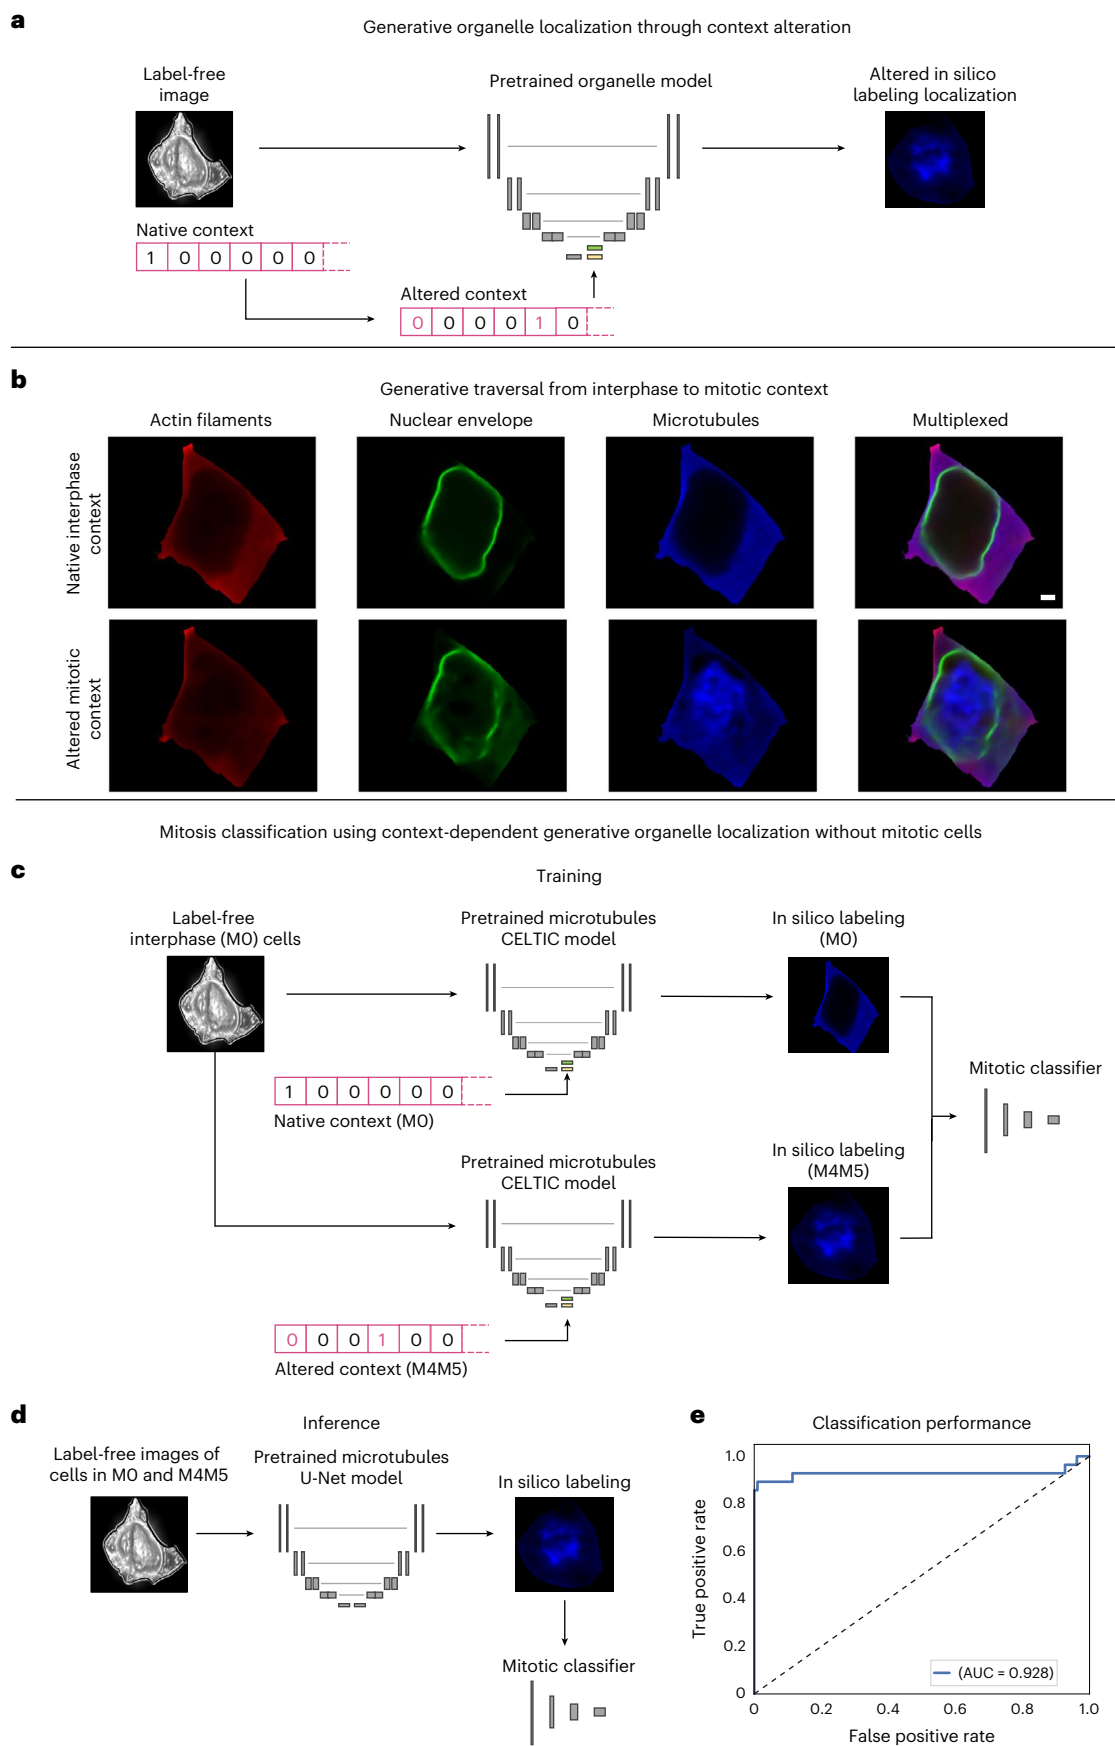 a
Generative organelle localization through context alteration
Label-free
image
Pretrained organelle model
Altered in silico
labeling localization
Native context
1 0 0 0 0 0
Altered context
0 0 0 0 1 0
b
Generative traversal from interphase to mitotic context
Actin filaments
Nuclear envelope
Microtubules
Multiplexed
Native interphase
context
Altered mitotic
context
Mitosis classification using context-dependent generative organelle localization without mitotic cells
c
Training
Label-free
interphase (M0) cells
Pretrained microtubules
CELTIC model
In silico labeling
(M0)
1 0 0 0 0 0
Native context (M0)
Mitotic classifier
Pretrained microtubules
CELTIC model
In silico labeling
(M4M5)
0 0 0 1 0 0
Altered context (M4M5)
d
Inference
Label-free images of
cells in M0 and M4M5
Pretrained microtubules
U-Net model
In silico labeling
Mitotic classifier
e
Classification performance
True positive rate
1.0
0.8
0.6
0.4
0.2
0
(AUC = 0.928)
0 0.2 0.4 0.6 0.8 1.0
False positive rate